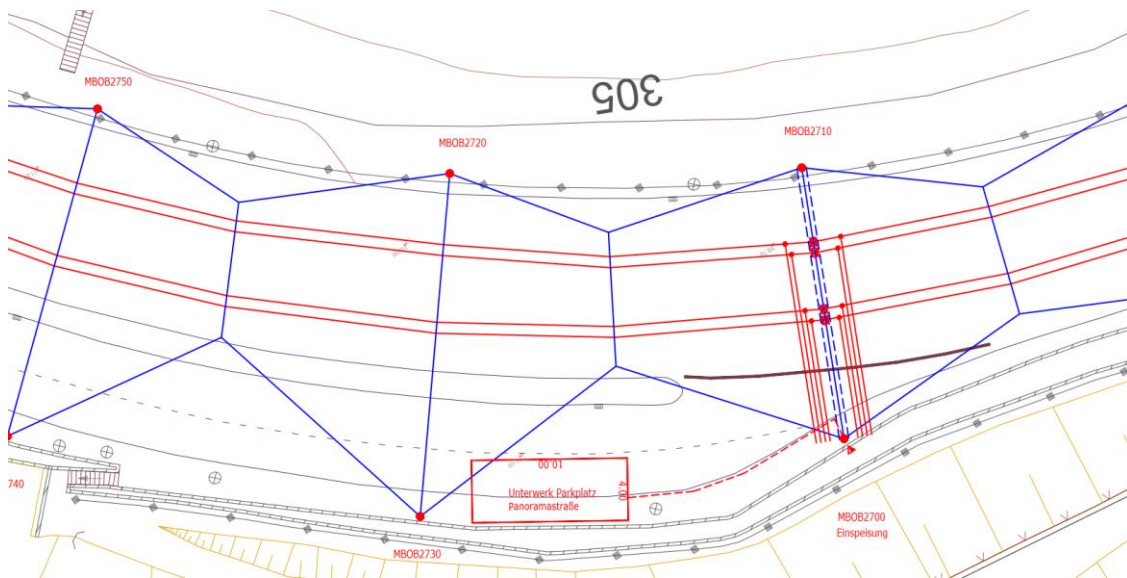 MBOB2750
305
MBOB2720
MBOB2710
10.00
4.00
Unterwerk Parkplatz
Panoramastraße
740
MBOB2730
MBOB2700
Einspeisung